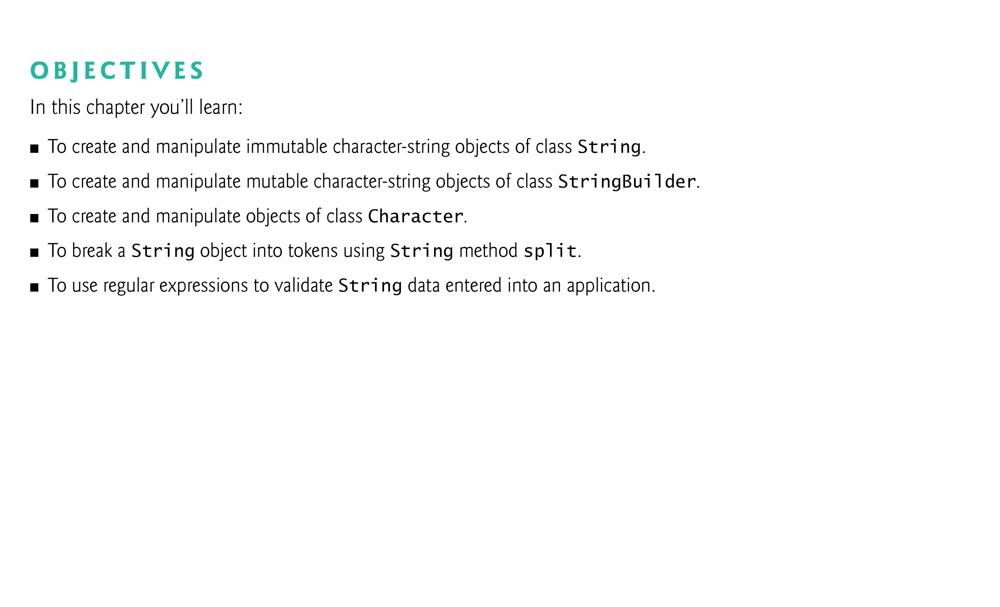 OBJECTIVES
In this chapter you’ll learn:
■ To create and manipulate immutable character-string objects of class String.
■ To create and manipulate mutable character-string objects of class StringBuilder.
■ To create and manipulate objects of class Character.
■ To break a String object into tokens using String method split.
■ To use regular expressions to validate String data entered into an application.